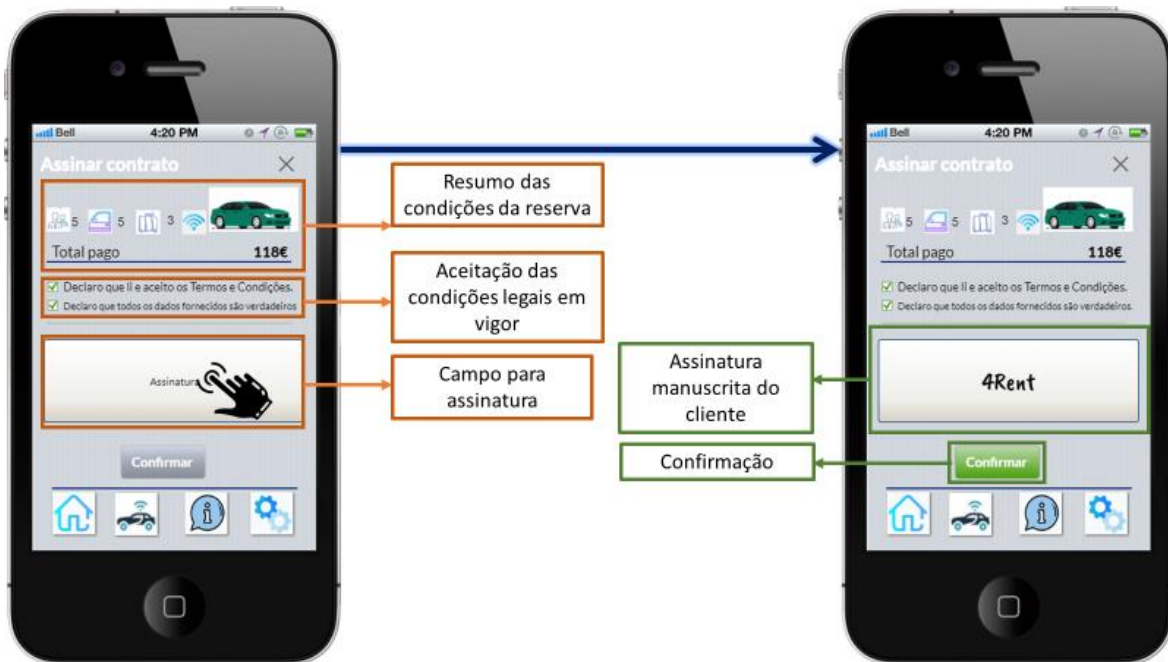 Bell 4:20 PM
Assinar contrato
5 5 3
Total pago 118€
Declaro que li e aceito os Termos e Condições.
Declaro que todos os dados fornecidos são verdadeiros
Assinatura
Confirmar
Resumo das
condições da reserva
Aceitação das
condições legais em
vigor
Campo para
assinatura
Assinatura
manuscrita do
cliente
Confirmação
Bell 4:20 PM
Assinar contrato
5 5 3
Total pago 118€
Declaro que li e aceito os Termos e Condições.
Declaro que todos os dados fornecidos são verdadeiros.
4Rent
Confirmar